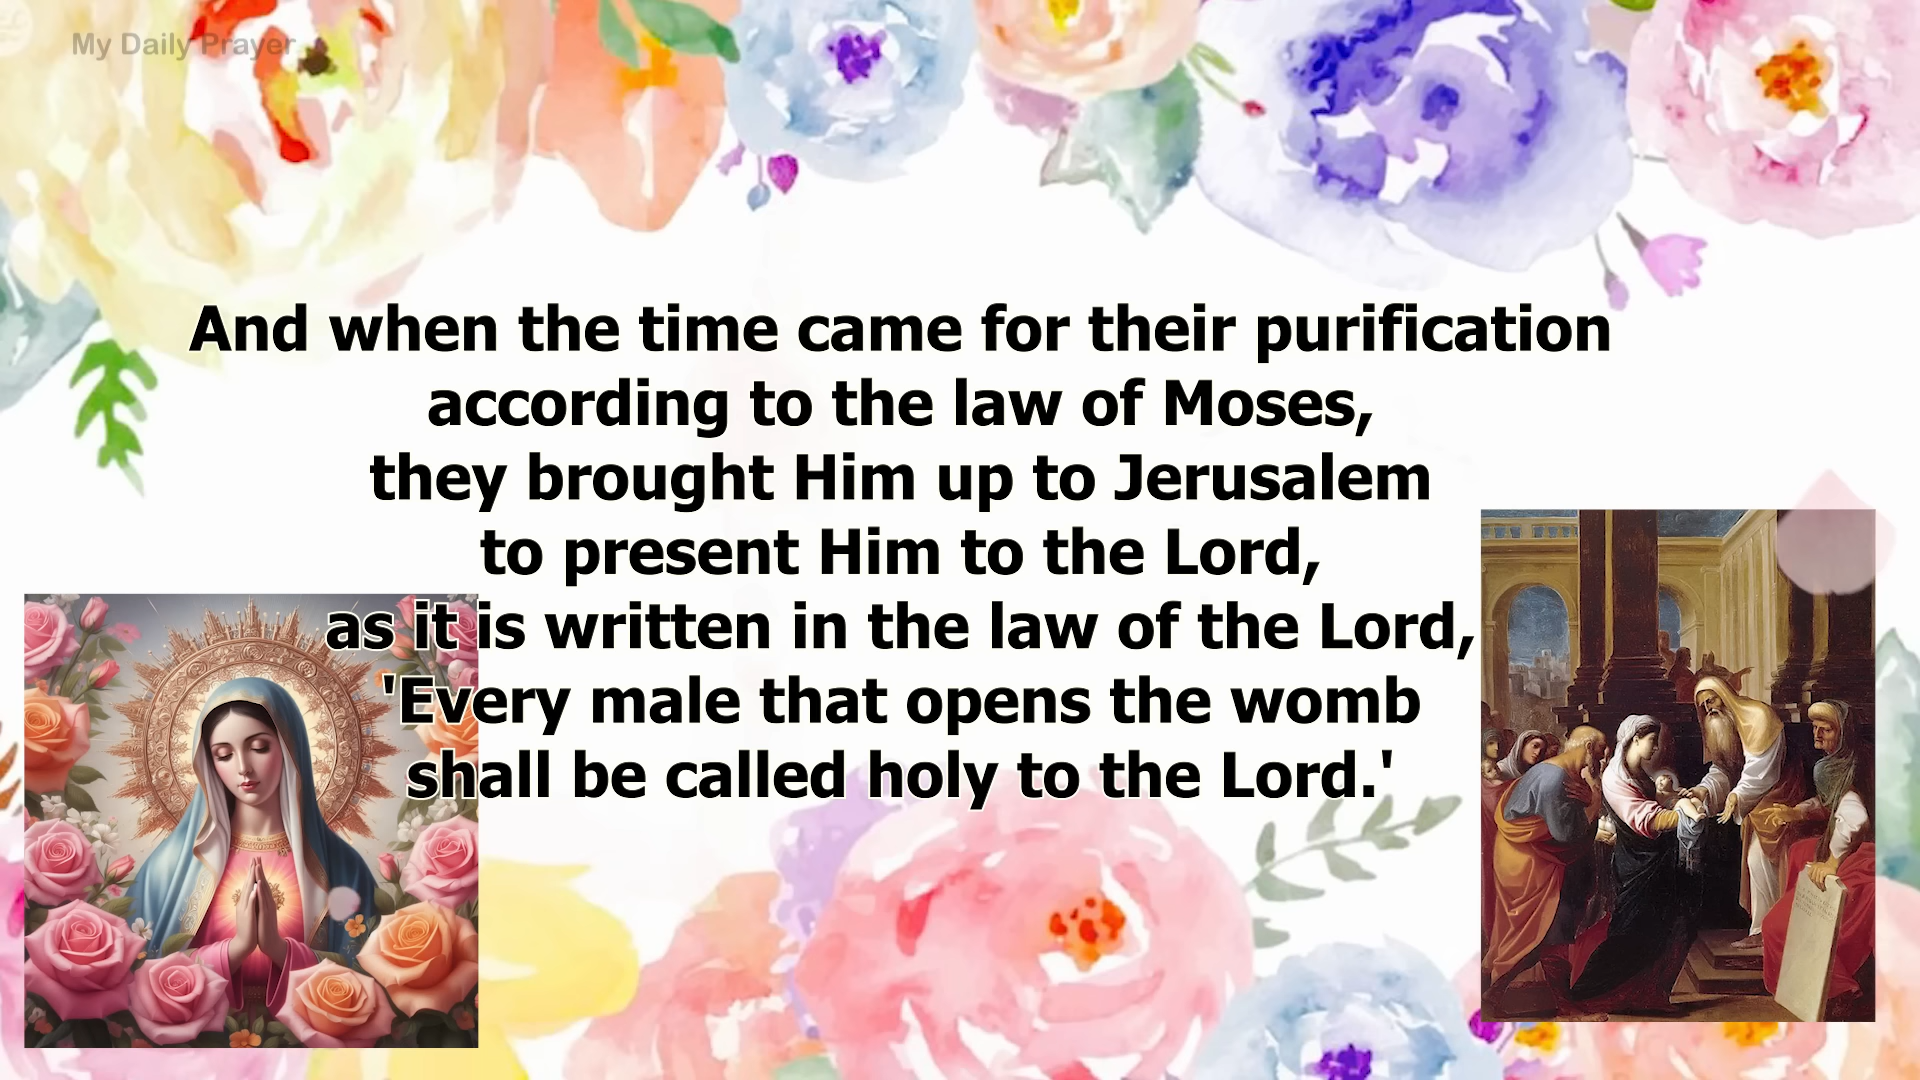 My Daily Prayer
And when the time came for their purification
according to the law of Moses,
they brought Him up to Jerusalem
to present Him to the Lord,
as it is written in the law of the Lord,
'Every male that opens the womb
shall be called holy to the Lord.'